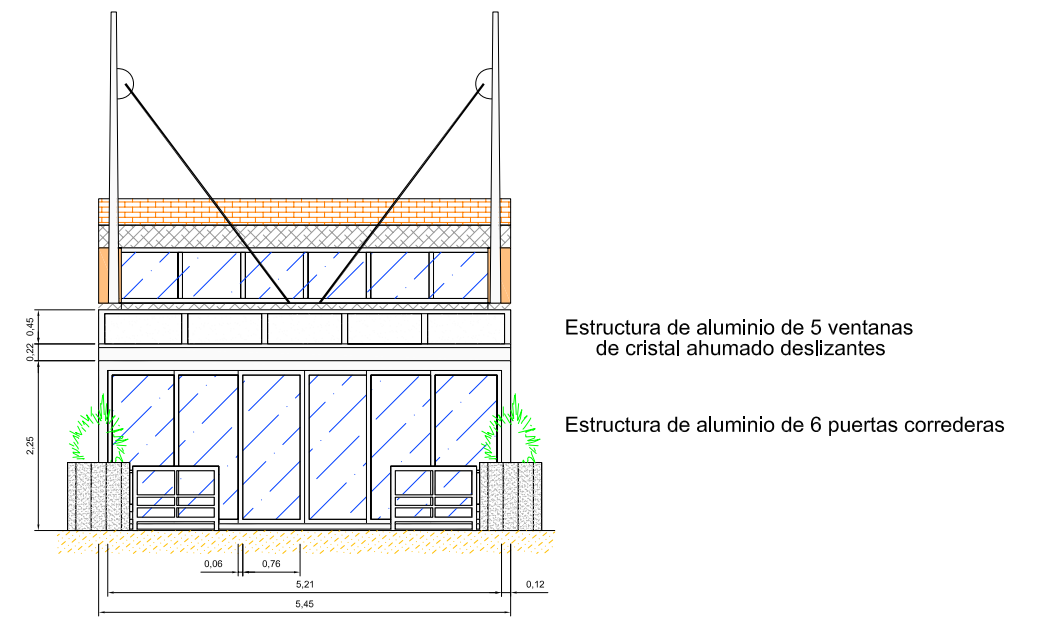 0,45
0,22
2,25
Estructura de aluminio de 5 ventanas
de cristal ahumado deslizantes
Estructura de aluminio de 6 puertas correderas
0,06
0,76
5,21
0,12
5,45